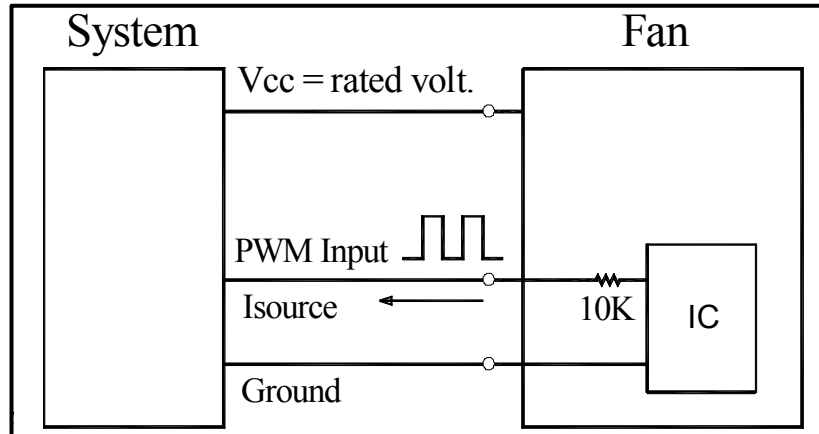 System
Fan
Vcc = rated volt.
PWM Input
Isource
10K
IC
Ground